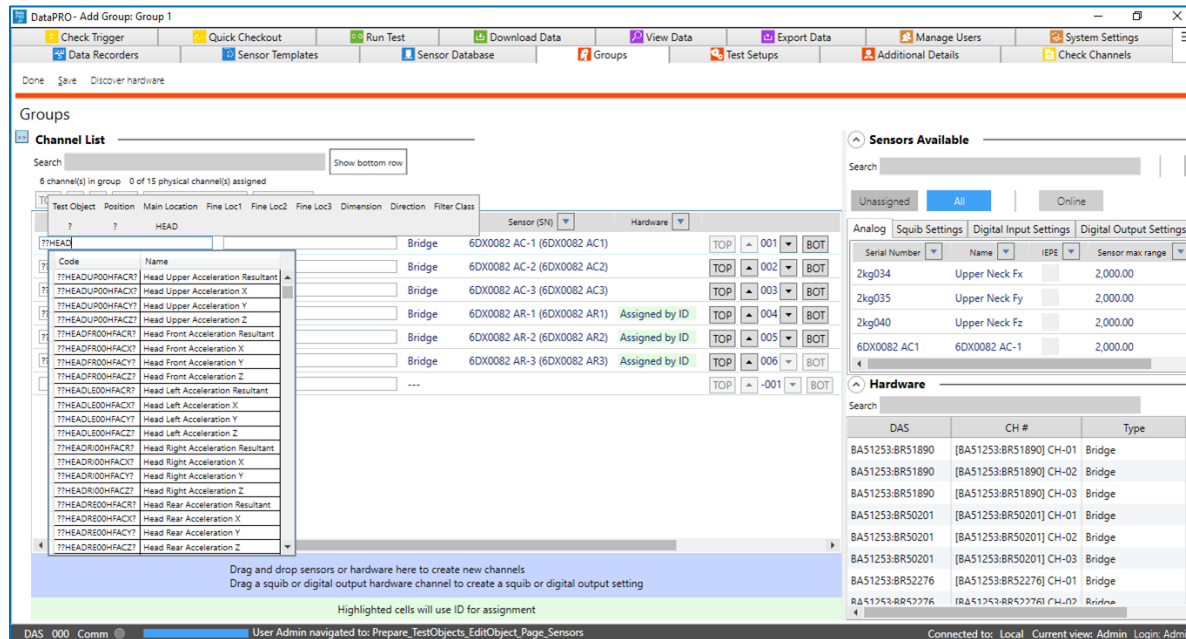 DataPRO - Add Group: Group 1
Check Trigger Quick Checkout Run Test Download Data View Data Export Data Manage Users System Settings
Data Recorders Sensor Templates Sensor Database Groups Test Setups Additional Details Check Channels
Done Save Discover hardware
Groups
>> Channel List
Search Show bottom row
6 channel(s) in group 0 of 15 physical channel(s) assigned
Test Object Position Main Location Fine Loc1 Fine Loc2 Fine Loc3 Dimension Direction Filter Class
? ? HEAD
Sensor (SN) Hardware
??HEAD Bridge 6DX0082 AC-1 (6DX0082 AC1) TOP 001 BOT
Bridge 6DX0082 AC-2 (6DX0082 AC2) TOP 002 BOT
Bridge 6DX0082 AC-3 (6DX0082 AC3) TOP 003 BOT
Bridge 6DX0082 AR-1 (6DX0082 AR1) Assigned by ID TOP 004 BOT
Bridge 6DX0082 AR-2 (6DX0082 AR2) Assigned by ID TOP 005 BOT
Bridge 6DX0082 AR-3 (6DX0082 AR3) Assigned by ID TOP 006 BOT
--- TOP -001 BOT
Code Name
??HEADUP00HFACR? Head Upper Acceleration Resultant
??HEADUP00HFACX? Head Upper Acceleration X
??HEADUP00HFACY? Head Upper Acceleration Y
??HEADUP00HFACZ? Head Upper Acceleration Z
??HEADFR00HFACR? Head Front Acceleration Resultant
??HEADFR00HFACX? Head Front Acceleration X
??HEADFR00HFACY? Head Front Acceleration Y
??HEADFR00HFACZ? Head Front Acceleration Z
??HEADLE00HFACR? Head Left Acceleration Resultant
??HEADLE00HFACX? Head Left Acceleration X
??HEADLE00HFACY? Head Left Acceleration Y
??HEADLE00HFACZ? Head Left Acceleration Z
??HEADRI00HFACR? Head Right Acceleration Resultant
??HEADRI00HFACX? Head Right Acceleration X
??HEADRI00HFACY? Head Right Acceleration Y
??HEADRI00HFACZ? Head Right Acceleration Z
??HEADRE00HFACR? Head Rear Acceleration Resultant
??HEADRE00HFACX? Head Rear Acceleration X
??HEADRE00HFACY? Head Rear Acceleration Y
??HEADRE00HFACZ? Head Rear Acceleration Z
Drag and drop sensors or hardware here to create new channels
Drag a squib or digital output hardware channel to create a squib or digital output setting
Highlighted cells will use ID for assignment
Sensors Available
Search
Unassigned All Online
Analog Squib Settings Digital Input Settings Digital Output Settings
Serial Number Name IEPE Sensor max range
2kg034 Upper Neck Fx 2,000.00
2kg035 Upper Neck Fy 2,000.00
2kg040 Upper Neck Fz 2,000.00
6DX0082 AC1 6DX0082 AC-1 2,000.00
Hardware
Search
DAS CH # Type
BA51253:BR51890 [BA51253:BR51890] CH-01 Bridge
BA51253:BR51890 [BA51253:BR51890] CH-02 Bridge
BA51253:BR51890 [BA51253:BR51890] CH-03 Bridge
BA51253:BR50201 [BA51253:BR50201] CH-01 Bridge
BA51253:BR50201 [BA51253:BR50201] CH-02 Bridge
BA51253:BR50201 [BA51253:BR50201] CH-03 Bridge
BA51253:BR52276 [BA51253:BR52276] CH-01 Bridge
BA51253:BR52276 [BA51253:BR52276] CH-02 Bridge
DAS 000 Comm User Admin navigated to: Prepare_TestObjects_EditObject_Page_Sensors Connected to: Local Current view: Admin Login: Adm